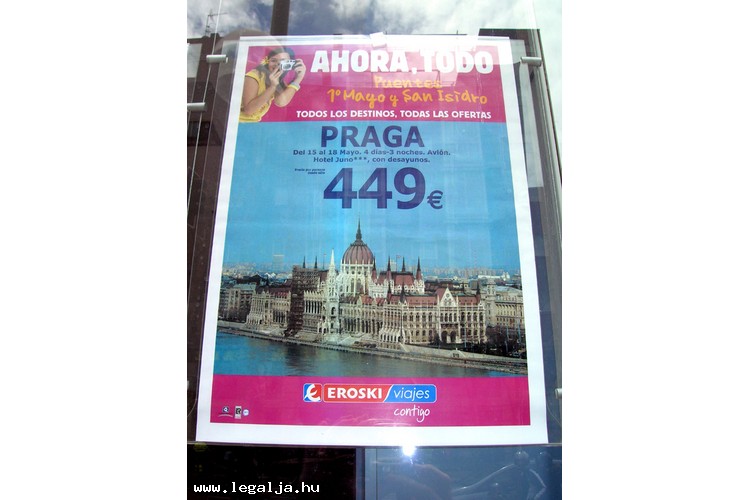 AHORA, TODO
Puentes
1º Mayo y San Isidro
TODOS LOS DESTINOS, TODAS LAS OFERTAS
PRAGA
Del 15 al 18 Mayo. 4 días-3 noches. Avión.
Hotel Juno***, con desayunos.
449€
e EROSKI viajes
contigo
www.legalja.hu